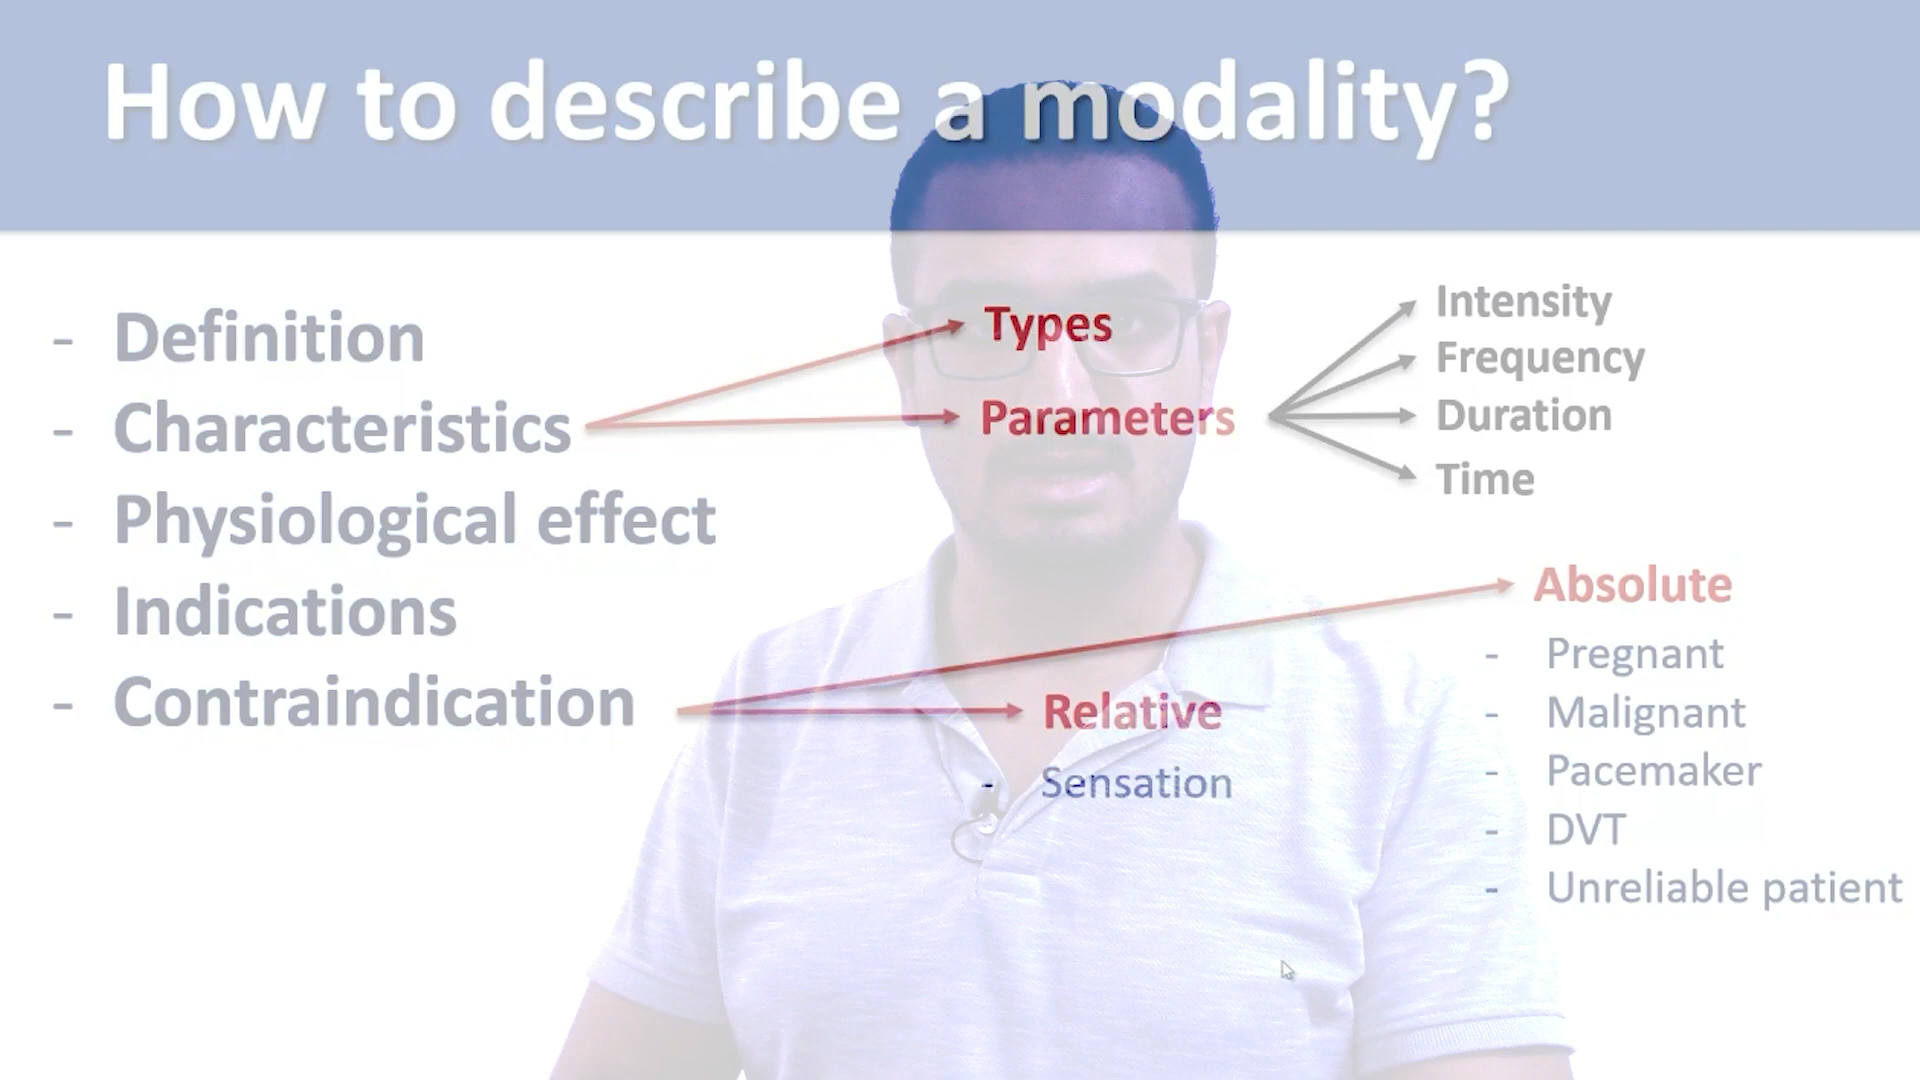 How to describe a modality?
- Definition
- Characteristics
- Physiological effect
- Indications
- Contraindication
Types
Parameters
Intensity
Frequency
Duration
Time
Relative
- Sensation
Absolute
- Pregnant
- Malignant
- Pacemaker
- DVT
- Unreliable patient